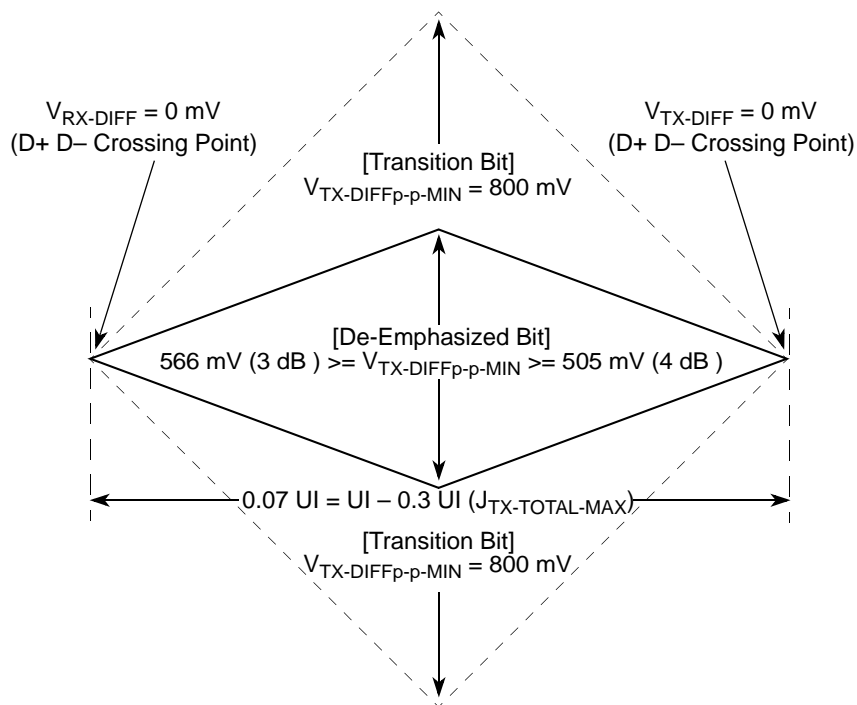 V_RX-DIFF = 0 mV
(D+ D– Crossing Point)
V_TX-DIFF = 0 mV
(D+ D– Crossing Point)
[Transition Bit]
V_TX-DIFFp-p-MIN = 800 mV
[De-Emphasized Bit]
566 mV (3 dB ) >= V_TX-DIFFp-p-MIN >= 505 mV (4 dB )
0.07 UI = UI – 0.3 UI (J_TX-TOTAL-MAX)
[Transition Bit]
V_TX-DIFFp-p-MIN = 800 mV